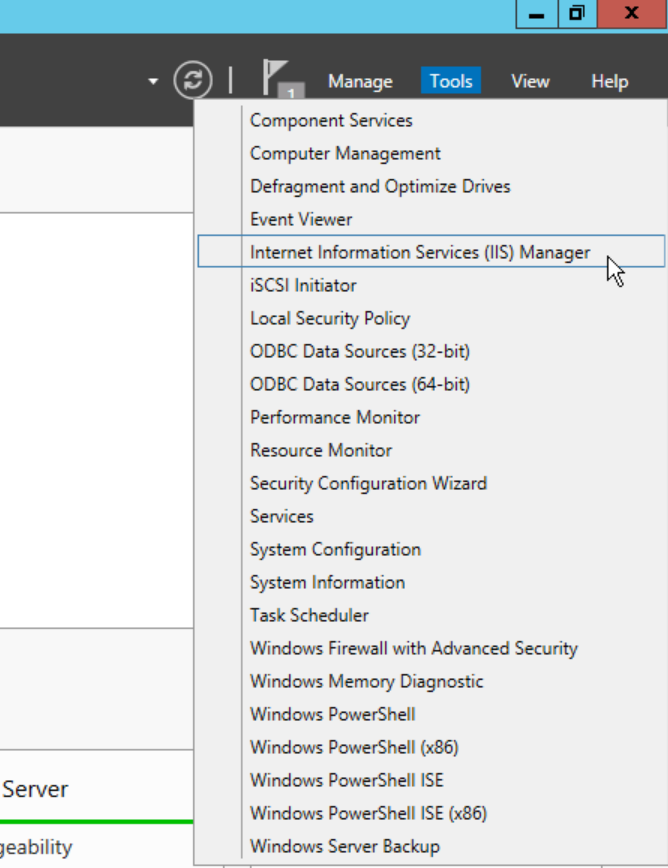 1 Manage Tools View Help
Component Services
Computer Management
Defragment and Optimize Drives
Event Viewer
Internet Information Services (IIS) Manager
iSCSI Initiator
Local Security Policy
ODBC Data Sources (32-bit)
ODBC Data Sources (64-bit)
Performance Monitor
Resource Monitor
Security Configuration Wizard
Services
System Configuration
System Information
Task Scheduler
Windows Firewall with Advanced Security
Windows Memory Diagnostic
Windows PowerShell
Windows PowerShell (x86)
Windows PowerShell ISE
Server
Windows PowerShell ISE (x86)
geability
Windows Server Backup